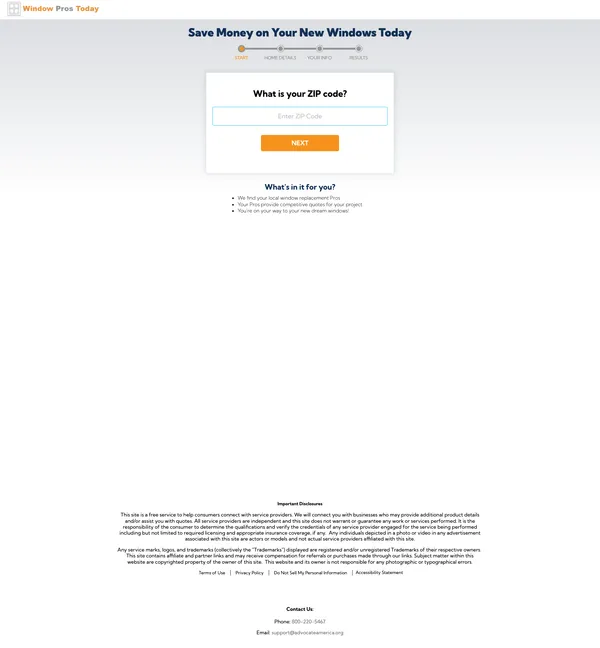 Window Pros Today
Save Money on Your New Windows Today
START HOME DETAILS YOUR INFO RESULTS
What is your ZIP code?
Enter ZIP Code
NEXT
What's in it for you?
We find your local window replacement Pros
Your Pros provide competitive quotes for your project
You're on your way to your new dream windows!
Important Disclosures
This site is a free service to help consumers connect with service providers. We will connect you with businesses who may provide additional product details
and/or assist you with quotes. All service providers are independent and this site does not warrant or guarantee any work or services performed. It is the
responsibility of the consumer to determine the qualifications and verify the credentials of any service provider engaged for the service being performed
including but not limited to required licensing and appropriate insurance coverage, if any. Any individuals depicted in a photo or video in any advertisement
associated with this site are actors or models and not actual service providers affiliated with this site.
Any service marks, logos, and trademarks (collectively the "Trademarks") displayed are registered and/or unregistered Trademarks of their respective owners.
This site contains affiliate and partner links and may receive compensation for referrals or purchases made through our links. Subject matter within this
website are copyrighted property of the owner of this site. This website and its owner is not responsible for any photographic or typographical errors
Terms of Use | Privacy Policy | Do Not Sell My Personal Information | Accessibility Statement
Contact Us:
Phone: 800-220-5467
Email: support@advocateamerica.org